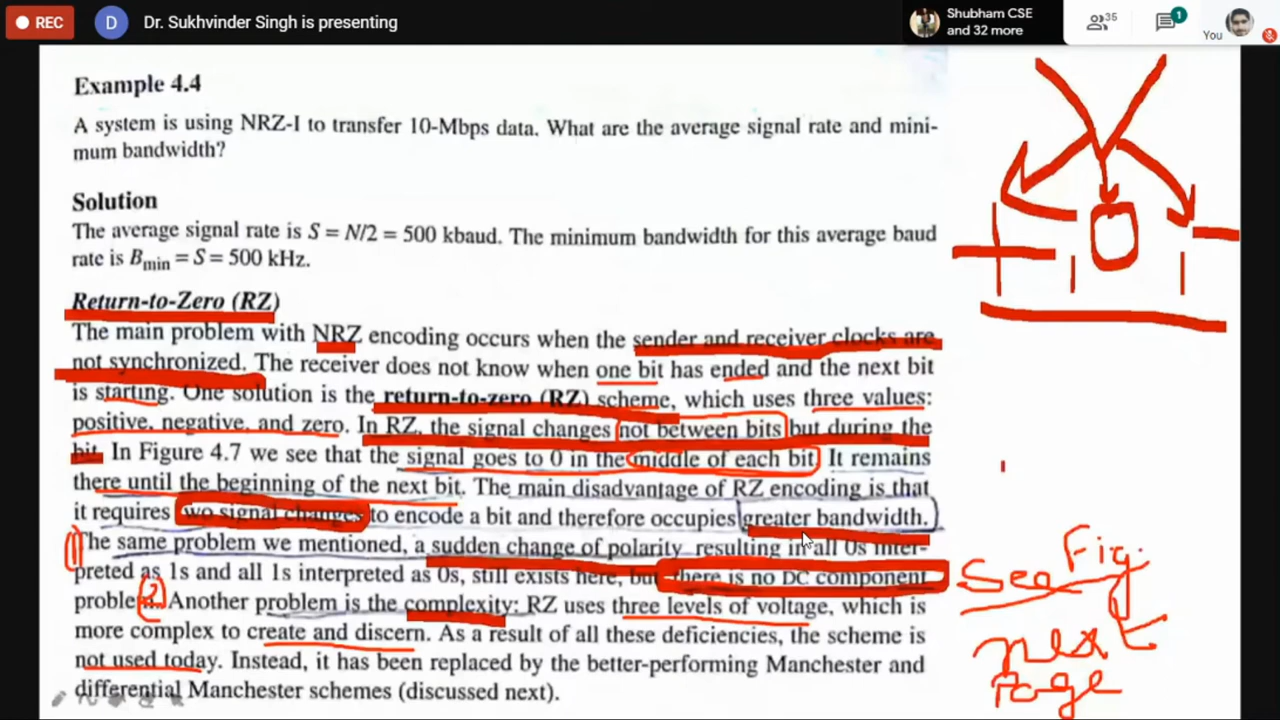 REC
D
Dr. Sukhvinder Singh is presenting
Shubham CSE
and 32 more
35
1
You
Example 4.4
A system is using NRZ-I to transfer 10-Mbps data. What are the average signal rate and mini-
mum bandwidth?
Solution
The average signal rate is S = N/2 = 500 kbaud. The minimum bandwidth for this average baud
rate is Bmin = S = 500 kHz.
Return-to-Zero (RZ)
The main problem with NRZ encoding occurs when the sender and receiver clocks are
not synchronized. The receiver does not know when one bit has ended and the next bit
is starting. One solution is the return-to-zero (RZ) scheme, which uses three values:
positive, negative, and zero. In RZ, the signal changes not between bits but during the
bit. In Figure 4.7 we see that the signal goes to 0 in the middle of each bit. It remains
there until the beginning of the next bit. The main disadvantage of RZ encoding is that
it requires two signal changes to encode a bit and therefore occupies greater bandwidth.
(1)
The same problem we mentioned, a sudden change of polarity resulting in all 0s inter-
preted as 1s and all 1s interpreted as 0s, still exists here, but there is no DC component
2
problem. Another problem is the complexity: RZ uses three levels of voltage, which is
more complex to create and discern. As a result of all these deficiencies, the scheme is
not used today. Instead, it has been replaced by the better-performing Manchester and
differential Manchester schemes (discussed next).
See Fig.
next
Page